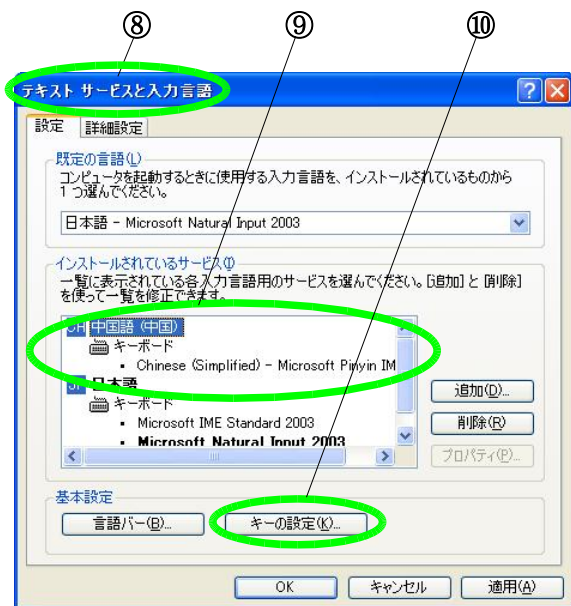 ⑧ ⑨ ⑩
テキスト サービスと入力言語
設定 詳細設定
既定の言語(L)
コンピュータを起動するときに使用する入力言語を、インストールされているものから
1 つ選んでください。
日本語 - Microsoft Natural Input 2003
インストールされているサービス(I)
一覧に表示されている各入力言語用のサービスを選んでください。[追加] と [削除]
を使って一覧を修正できます。
CH 中国語 (中国)
キーボード
• Chinese (Simplified) - Microsoft Pinyin IM
JP 日本語
キーボード
• Microsoft IME Standard 2003
• Microsoft Natural Input 2003
追加(D)...
削除(R)
プロパティ(P)...
基本設定
言語バー(B)... キーの設定(K)...
OK キャンセル 適用(A)